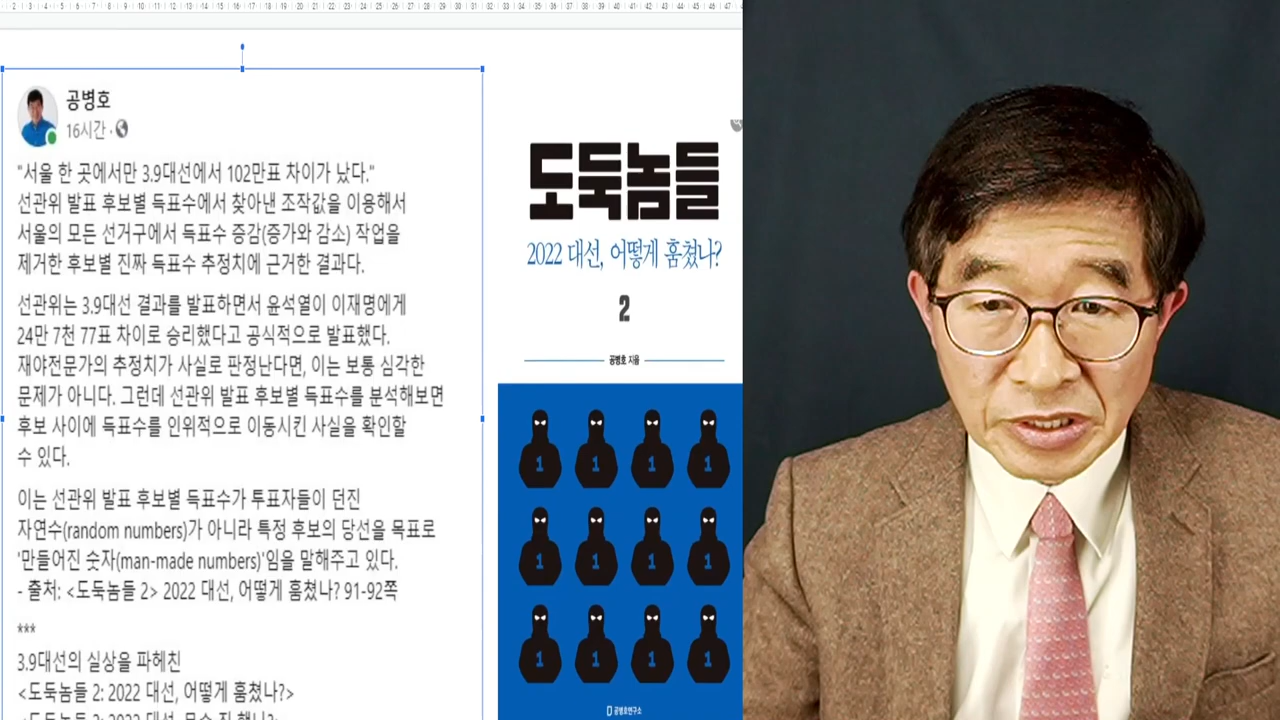 공병호
16시간 ·
"서울 한 곳에서만 3.9대선에서 102만표 차이가 났다."
선관위 발표 후보별 득표수에서 찾아낸 조작값을 이용해서
서울의 모든 선거구에서 득표수 증감(증가와 감소) 작업을
제거한 후보별 진짜 득표수 추정치에 근거한 결과다.
선관위는 3.9대선 결과를 발표하면서 윤석열이 이재명에게
24만 7천 77표 차이로 승리했다고 공식적으로 발표했다.
재야전문가의 추정치가 사실로 판정난다면, 이는 보통 심각한
문제가 아니다. 그런데 선관위 발표 후보별 득표수를 분석해보면
후보 사이에 득표수를 인위적으로 이동시킨 사실을 확인할
수 있다.
이는 선관위 발표 후보별 득표수가 투표자들이 던진
자연수(random numbers)가 아니라 특정 후보의 당선을 목표로
'만들어진 숫자(man-made numbers)'임을 말해주고 있다.
- 출처: <도둑놈들 2> 2022 대선, 어떻게 훔쳤나? 91-92쪽
***
3.9대선의 실상을 파헤친
<도둑놈들 2: 2022 대선, 어떻게 훔쳤나?>
도둑놈들
2022 대선, 어떻게 훔쳤나?
2
공병호 지음
1 1 1 1
1 1 1 1
1 1 1 1
공병호연구소